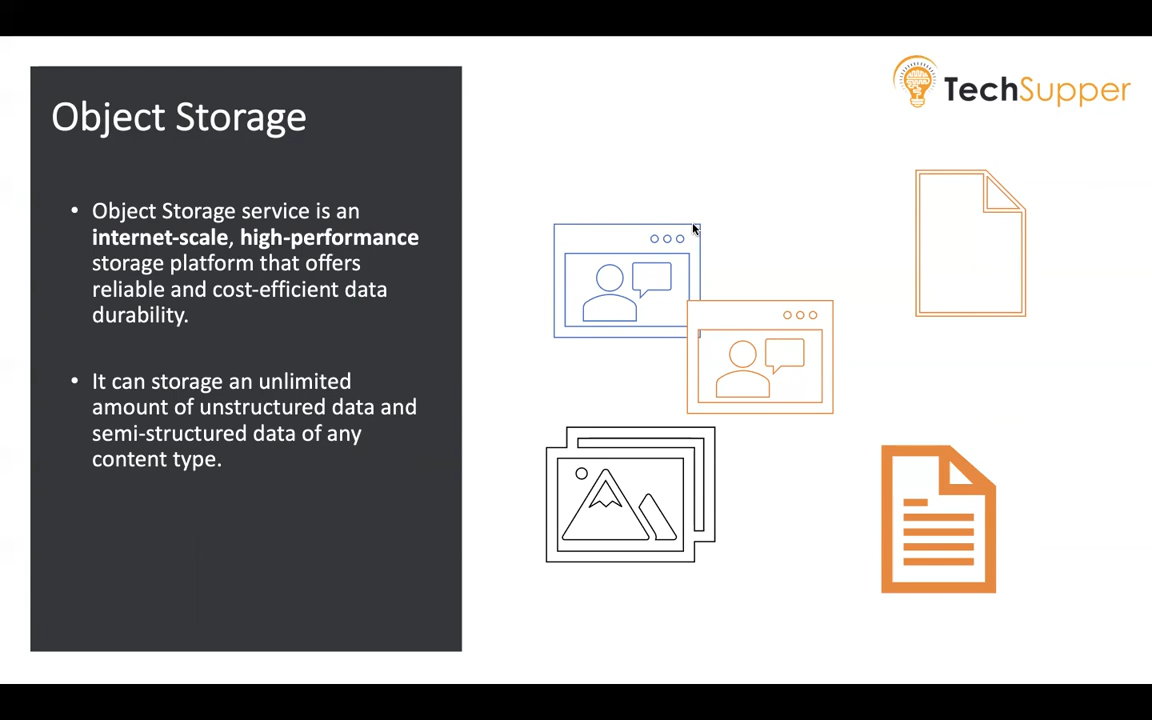 TechSupper
Object Storage
• Object Storage service is an
internet-scale, high-performance
storage platform that offers
reliable and cost-efficient data
durability.
• It can storage an unlimited
amount of unstructured data and
semi-structured data of any
content type.